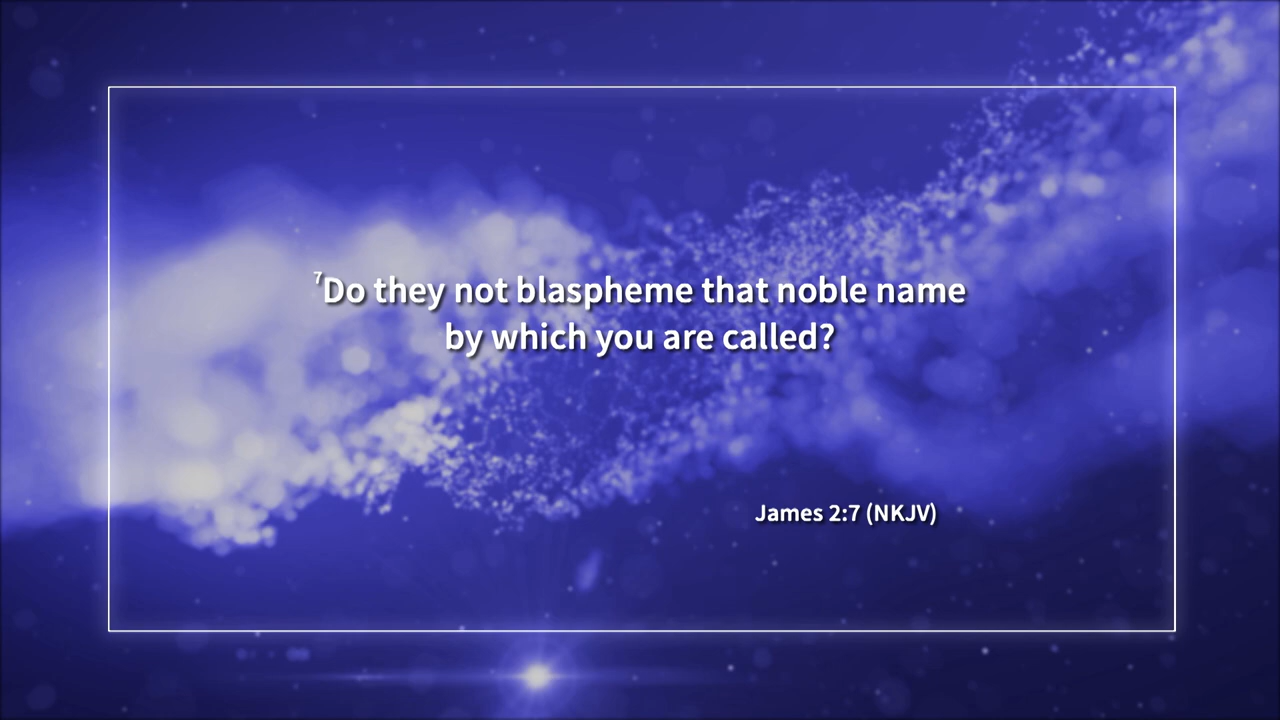 ⁷Do they not blaspheme that noble name
by which you are called?
James 2:7 (NKJV)